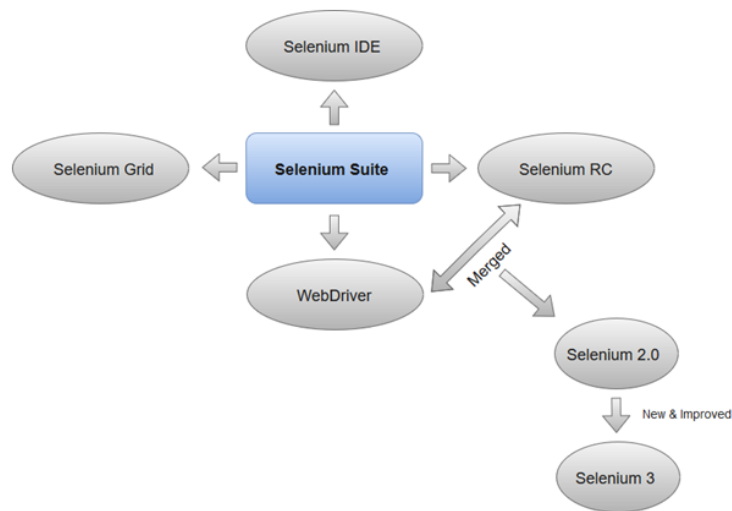 Selenium IDE
Selenium Grid
Selenium Suite
Selenium RC
WebDriver
Merged
Selenium 2.0
New & Improved
Selenium 3